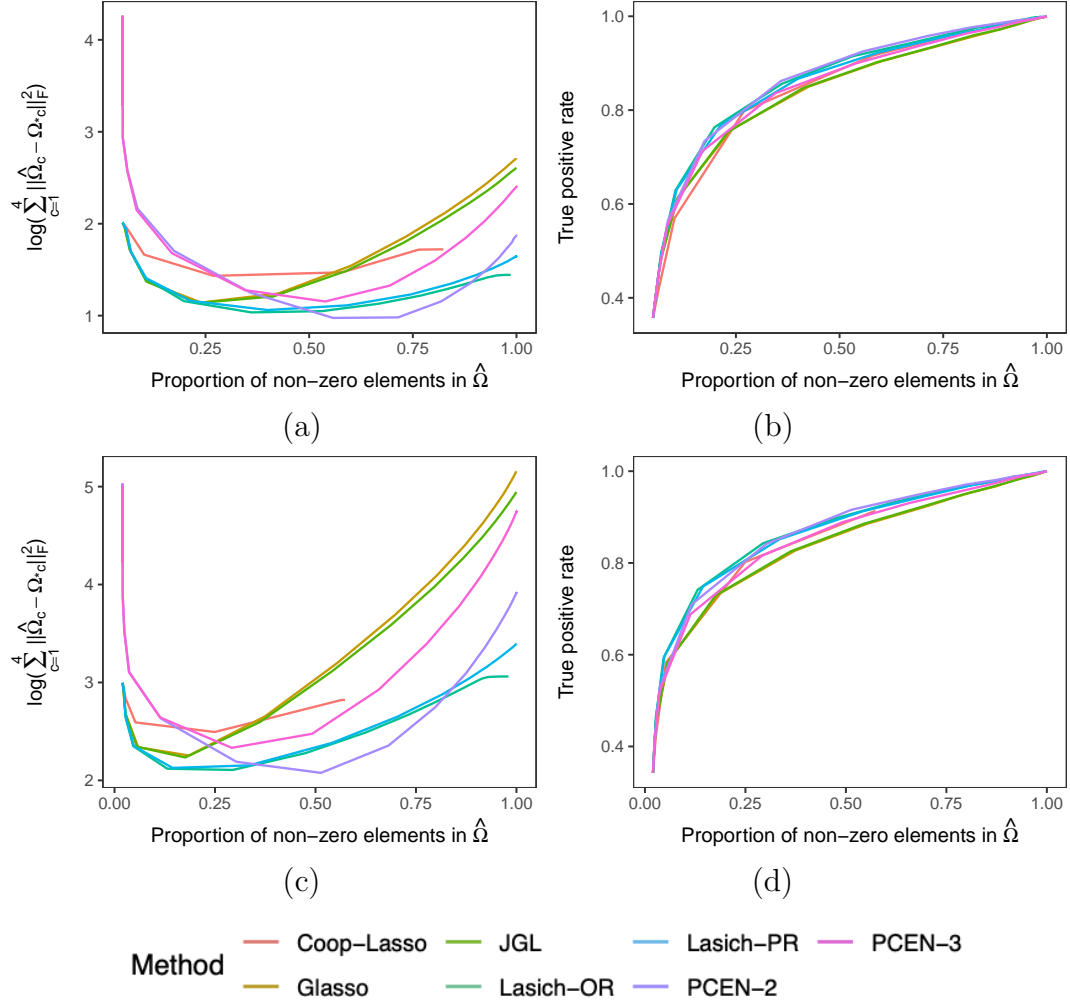 log(∑_{c=1}^{4} ||Ω̂_c − Ω_{*c}||_F^2)
4
3
2
1
0.25 0.50 0.75 1.00
Proportion of non−zero elements in Ω̂
(a)
True positive rate
1.0
0.8
0.6
0.4
0.25 0.50 0.75 1.00
Proportion of non−zero elements in Ω̂
(b)
log(∑_{c=1}^{4} ||Ω̂_c − Ω_{*c}||_F^2)
5
4
3
2
0.00 0.25 0.50 0.75 1.00
Proportion of non−zero elements in Ω̂
(c)
True positive rate
1.0
0.8
0.6
0.4
0.00 0.25 0.50 0.75 1.00
Proportion of non−zero elements in Ω̂
(d)
Method
Coop−Lasso JGL Lasich−PR PCEN−3
Glasso Lasich−OR PCEN−2